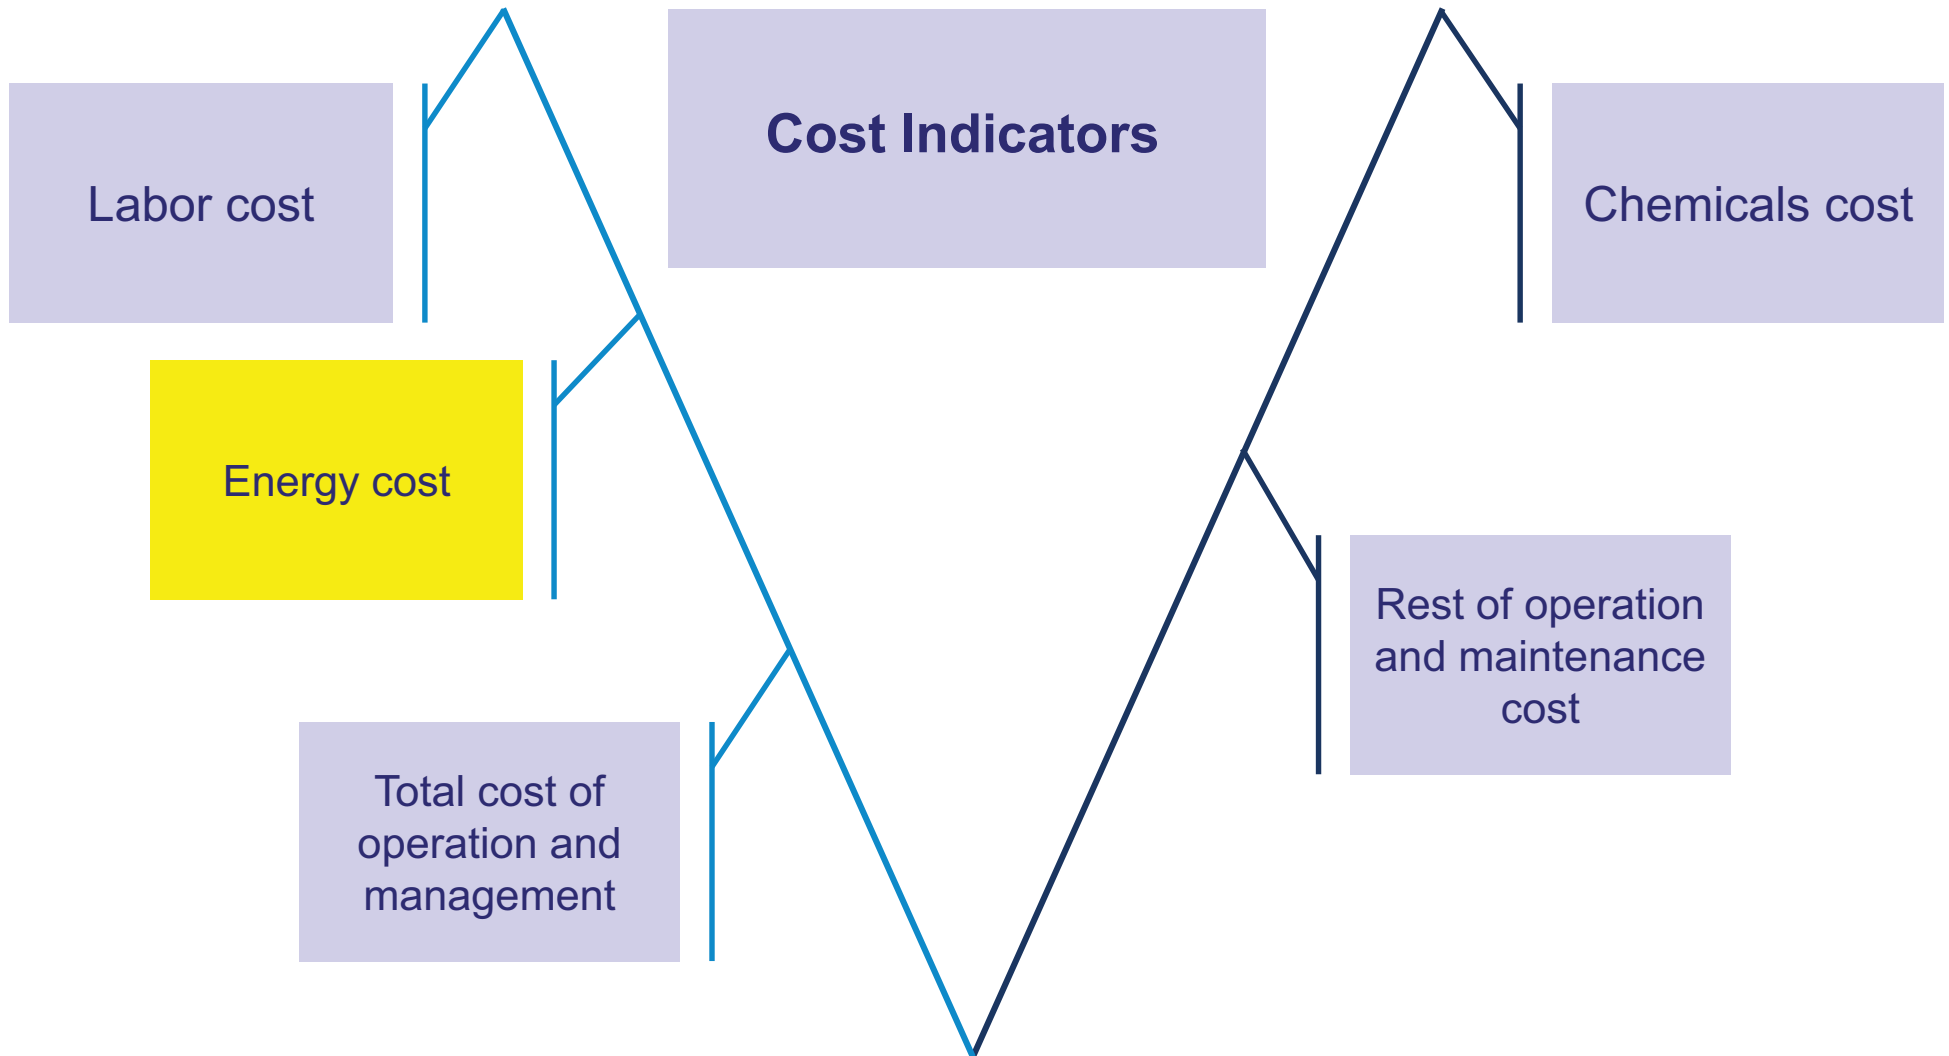 Cost Indicators
Labor cost
Chemicals cost
Energy cost
Rest of operation
and maintenance
cost
Total cost of
operation and
management